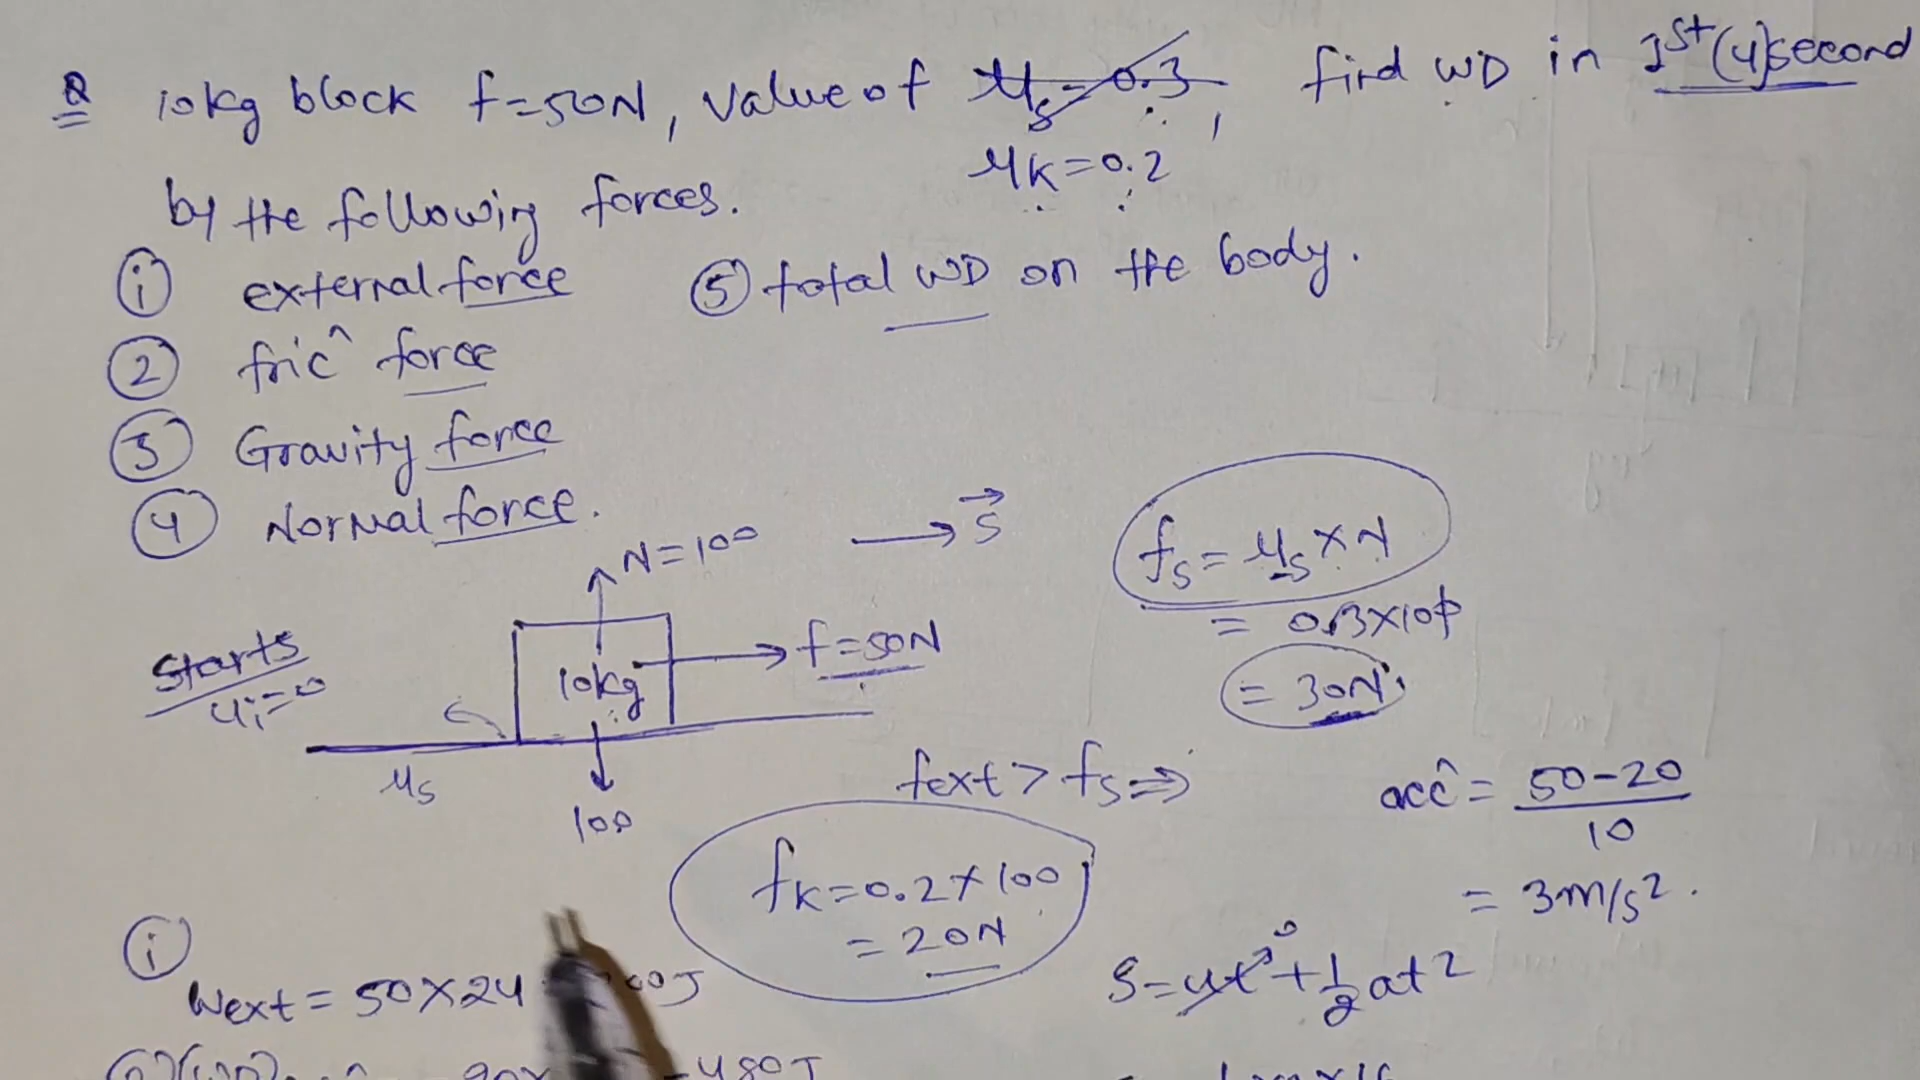 Q 10kg block f=50N, value of μs=0.3, find WD in 1st (4) second
μk=0.2
by the following forces.
(i) external force (5) total WD on the body.
(2) fric^n force
(3) Gravity force
(4) Normal force.
N=100
S
fs=μs×N
= 0.3×100
= 30N
Starts
ui=0
10kg
f=50N
μs
100
fext > fs ⇒
acc^n = 50-20
10
= 3m/s2.
fk=0.2×100
= 20N
(i)
Wext = 50×24
S=ut+1/2 at2
-480J